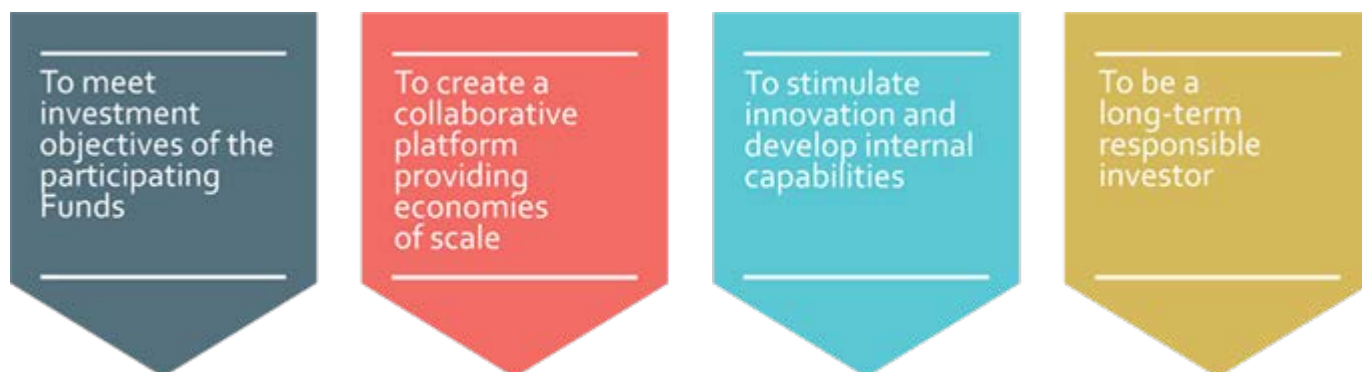 To meet
investment
objectives of the
participating
Funds
To create a
collaborative
platform
providing
economies
of scale
To stimulate
innovation and
develop internal
capabilities
To be a
long-term
responsible
investor